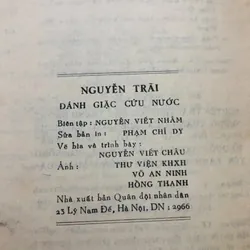 NGUYỄN TRÃI
ĐÁNH GIẶC CỨU NƯỚC
Biên tập : NGUYỄN VIẾT NHÂM
Sửa bản in : PHẠM CHÍ DY
Vẽ bìa và trình bày :
NGUYỄN VIẾT CHÂU
Ảnh : THƯ VIỆN KHXH
VÕ AN NINH
HỒNG THANH
Nhà xuất bản Quân đội nhân dân
23 Lý Nam Đế, Hà Nội, DN : 2966